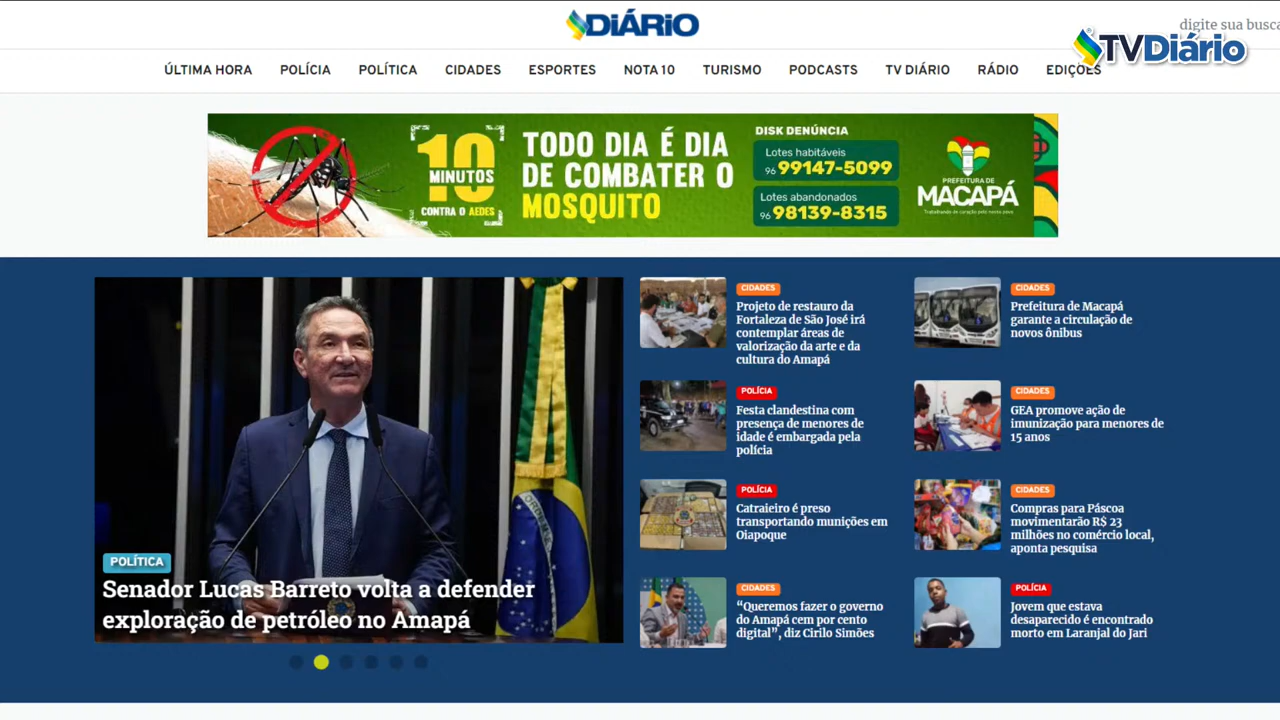 DIÁRIO
digite sua busca
TVDiário
ÚLTIMA HORA POLÍCIA POLÍTICA CIDADES ESPORTES NOTA 10 TURISMO PODCASTS TV DIÁRIO RÁDIO EDIÇÕES
10
MINUTOS
CONTRA O AEDES
TODO DIA É DIA
DE COMBATER O
MOSQUITO
DISK DENÚNCIA
Lotes habitáveis
96 99147-5099
Lotes abandonados
96 98139-8315
PREFEITURA DE
MACAPÁ
Trabalhando de coração pelo nosso povo.
POLÍTICA
Senador Lucas Barreto volta a defender
exploração de petróleo no Amapá
CIDADES
Projeto de restauro da
Fortaleza de São José irá
contemplar áreas de
valorização da arte e da
cultura do Amapá
POLÍCIA
Festa clandestina com
presença de menores de
idade é embargada pela
polícia
POLÍCIA
Catraieiro é preso
transportando munições em
Oiapoque
CIDADES
“Queremos fazer o governo
do Amapá cem por cento
digital”, diz Cirilo Simões
CIDADES
Prefeitura de Macapá
garante a circulação de
novos ônibus
CIDADES
GEA promove ação de
imunização para menores de
15 anos
CIDADES
Compras para Páscoa
movimentarão R$ 23
milhões no comércio local,
aponta pesquisa
POLÍCIA
Jovem que estava
desaparecido é encontrado
morto em Laranjal do Jari